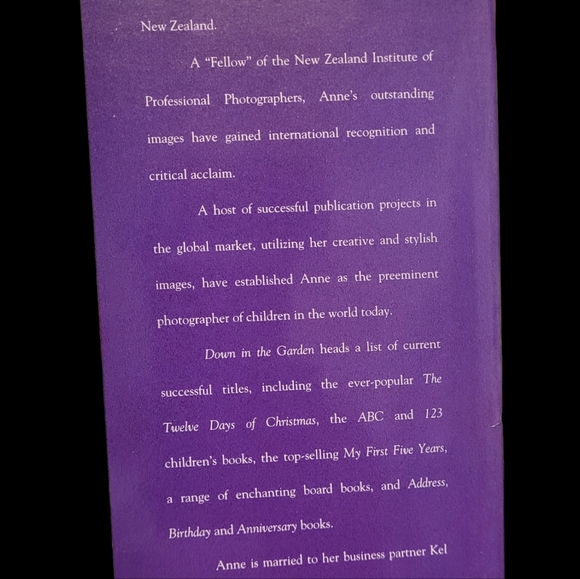 New Zealand.
A “Fellow” of the New Zealand Institute of
Professional Photographers, Anne’s outstanding
images have gained international recognition and
critical acclaim.
A host of successful publication projects in
the global market, utilizing her creative and stylish
images, have established Anne as the preeminent
photographer of children in the world today.
Down in the Garden heads a list of current
successful titles, including the ever-popular The
Twelve Days of Christmas, the ABC and 123
children’s books, the top-selling My First Five Years,
a range of enchanting board books, and Address,
Birthday and Anniversary books.
Anne is married to her business partner Kel